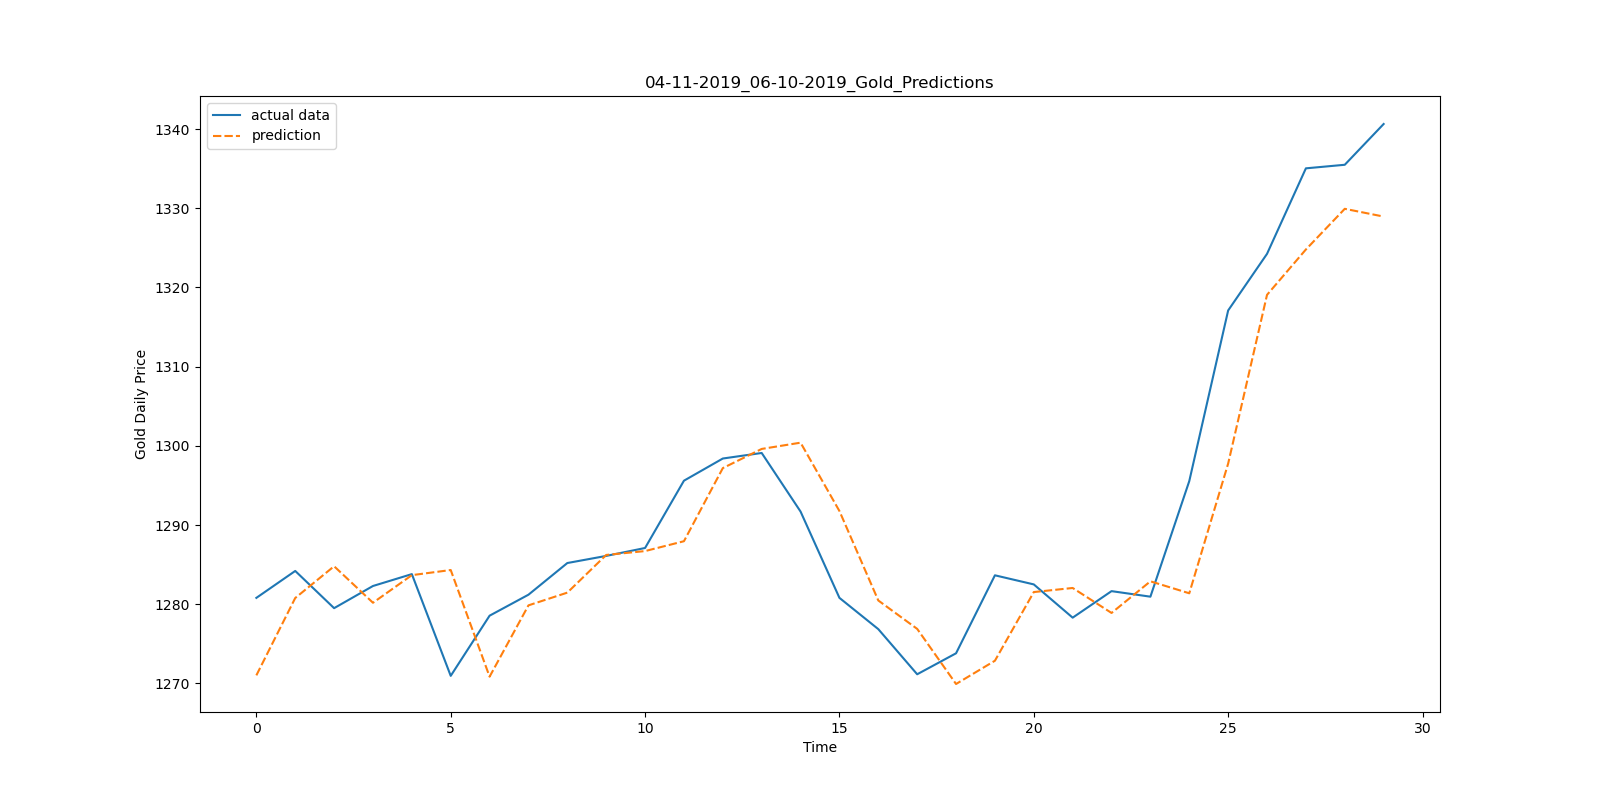 04-11-2019_06-10-2019_Gold_Predictions
actual data
prediction
1340
1330
1320
1310
1300
1290
1280
1270
Gold Daily Price
0 5 10 15 20 25 30
Time